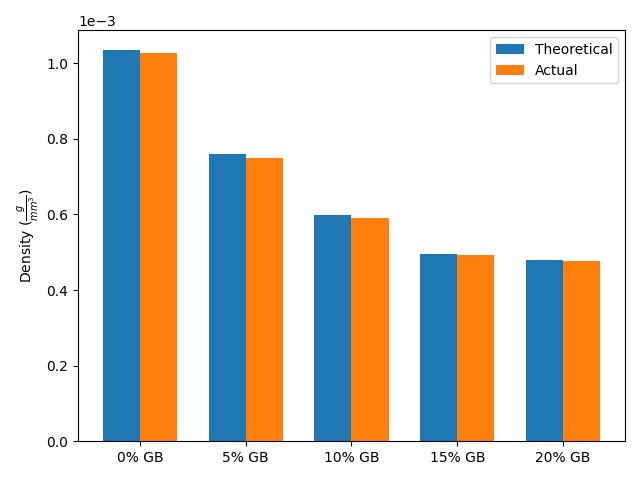 1e−3
Theoretical
Actual
1.0
0.8
0.6
0.4
0.2
0.0
Density (g/mm³)
0% GB
5% GB
10% GB
15% GB
20% GB